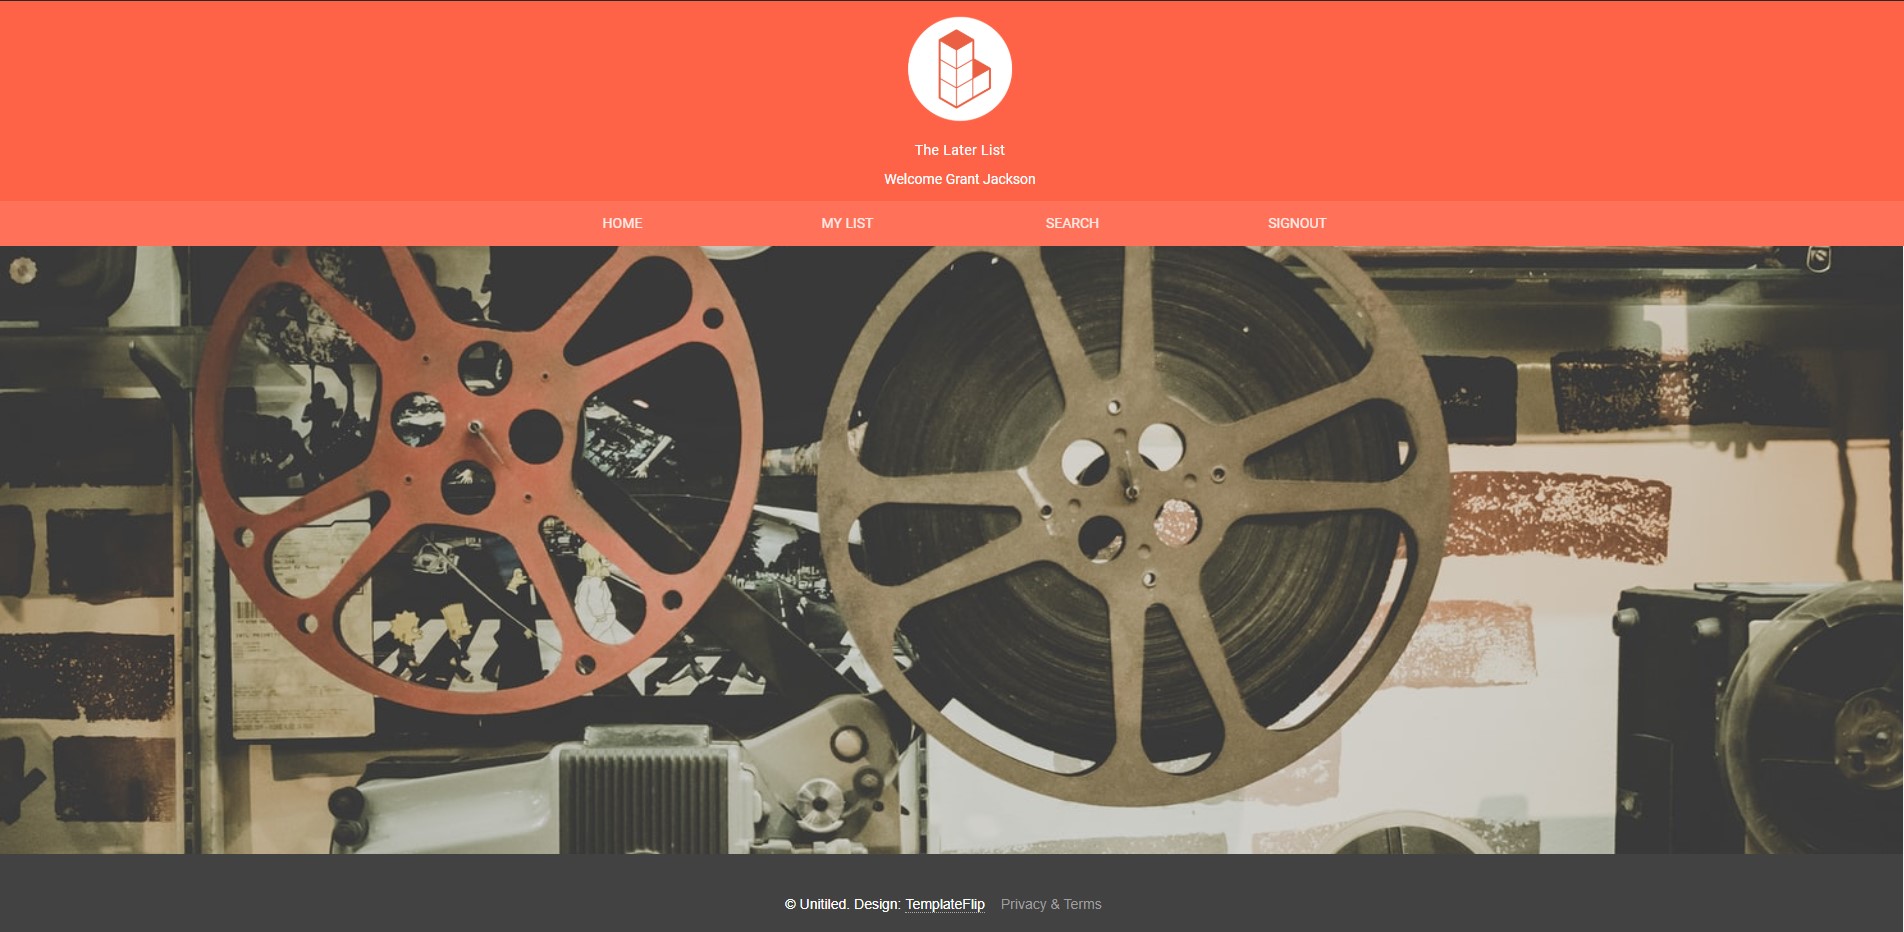 The Later List
Welcome Grant Jackson
HOME MY LIST SEARCH SIGNOUT
© Unitiled. Design: TemplateFlip Privacy & Terms